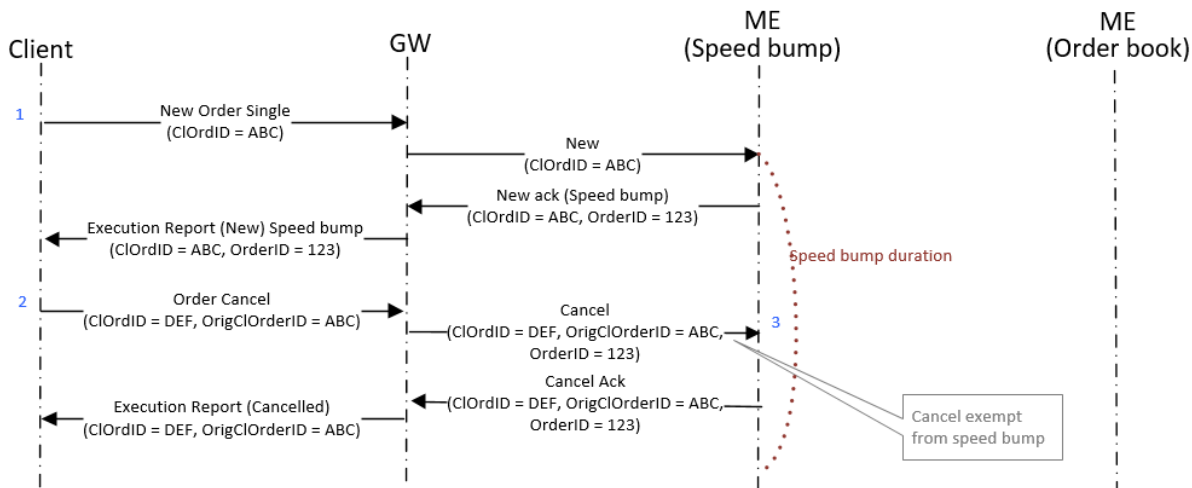 Client
GW
ME
(Speed bump)
ME
(Order book)
1
New Order Single
(ClOrdID = ABC)
New
(ClOrdID = ABC)
New ack (Speed bump)
(ClOrdID = ABC, OrderID = 123)
Execution Report (New) Speed bump
(ClOrdID = ABC, OrderID = 123)
Speed bump duration
2
Order Cancel
(ClOrdID = DEF, OrigClOrderID = ABC)
Cancel
(ClOrdID = DEF, OrigClOrderID = ABC,
OrderID = 123)
3
Cancel Ack
(ClOrdID = DEF, OrigClOrderID = ABC,
OrderID = 123)
Execution Report (Cancelled)
(ClOrdID = DEF, OrigClOrderID = ABC)
Cancel exempt
from speed bump